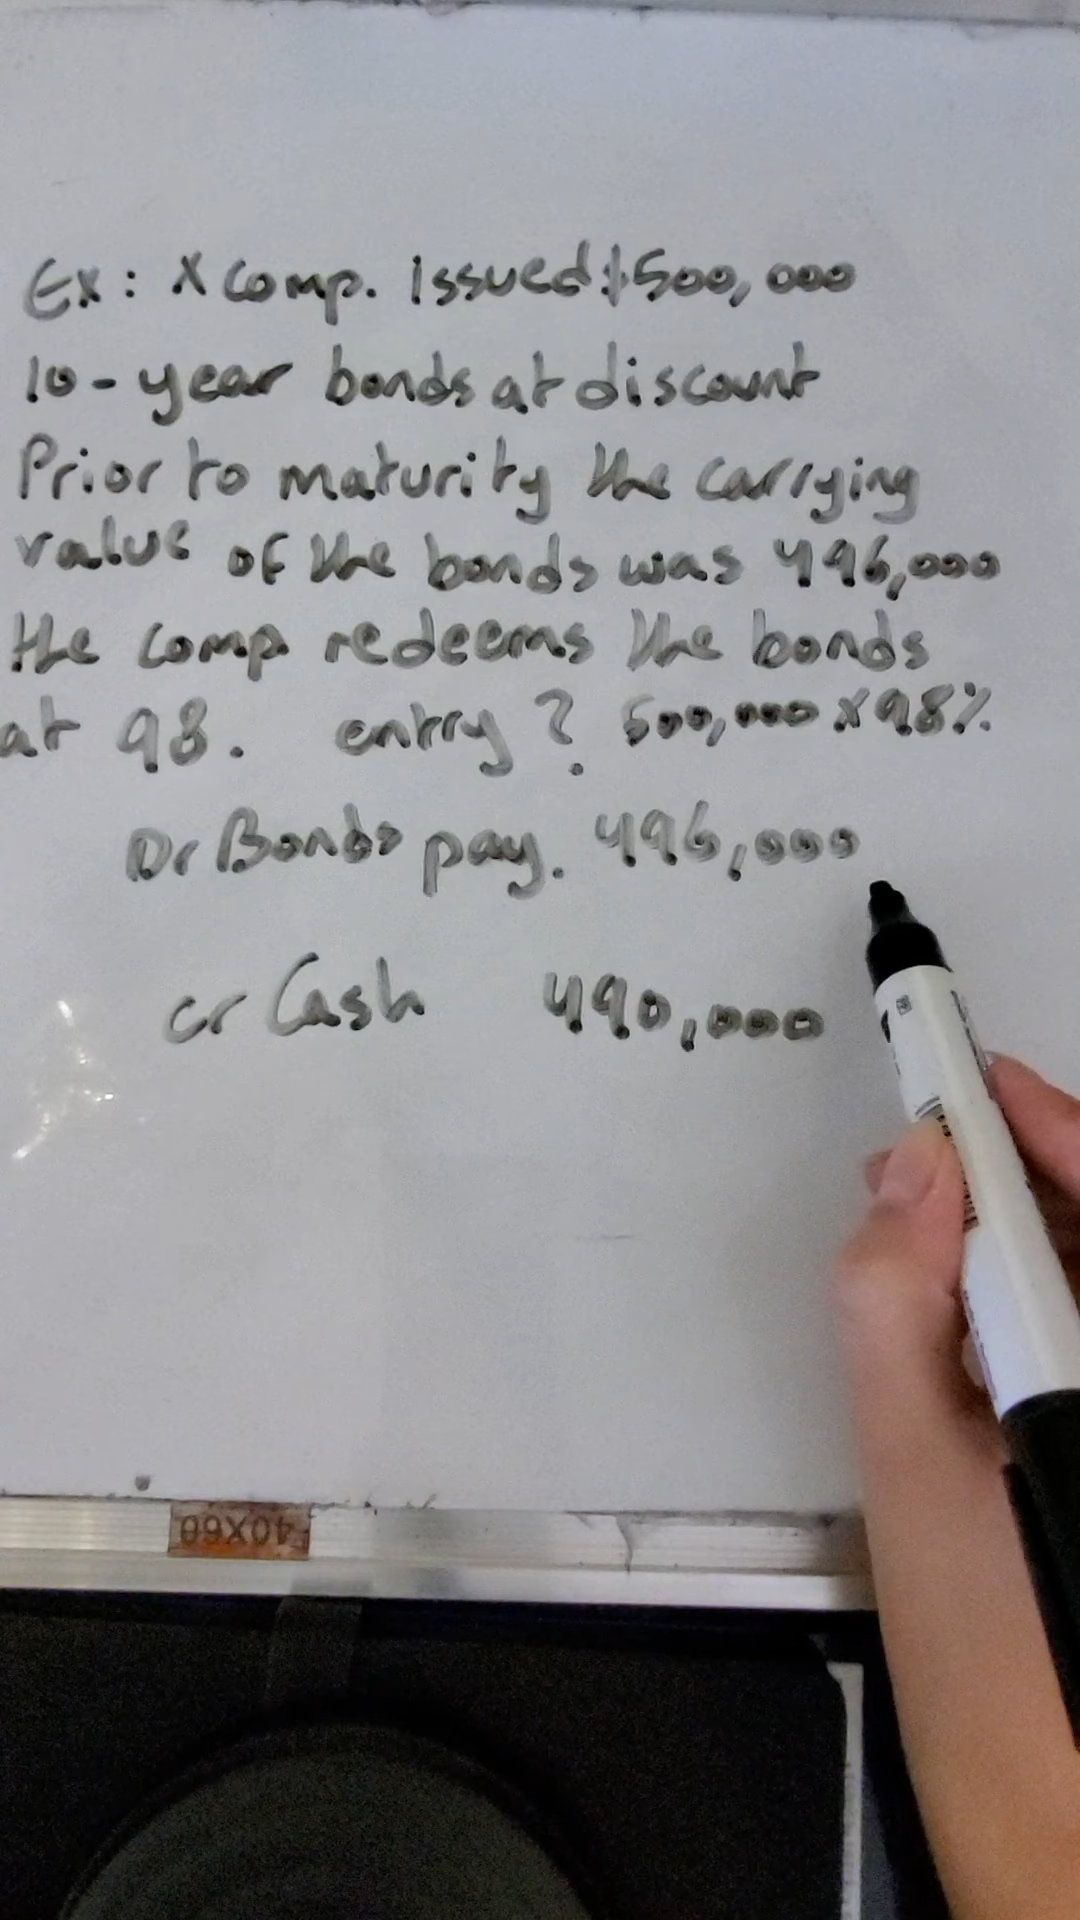 Ex: X comp. issued $500,000
10-year bonds at discount
Prior to maturity the carrying
value of the bonds was 496,000
the comp. redeems the bonds
at 98. entry? 500,000 x 98%
Dr Bonds pay. 496,000
cr Cash 490,000
40X60